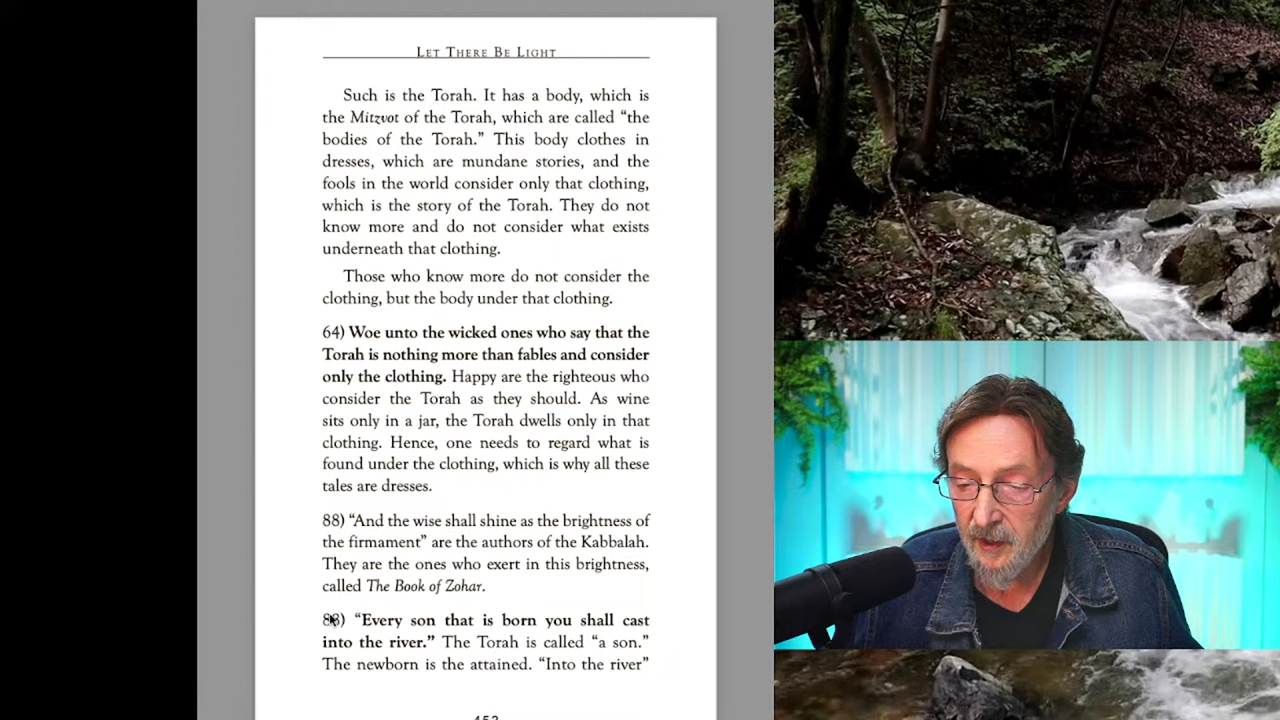 LET THERE BE LIGHT
Such is the Torah. It has a body, which is
the Mitzvot of the Torah, which are called “the
bodies of the Torah.” This body clothes in
dresses, which are mundane stories, and the
fools in the world consider only that clothing,
which is the story of the Torah. They do not
know more and do not consider what exists
underneath that clothing.
Those who know more do not consider the
clothing, but the body under that clothing.
64) Woe unto the wicked ones who say that the
Torah is nothing more than fables and consider
only the clothing. Happy are the righteous who
consider the Torah as they should. As wine
sits only in a jar, the Torah dwells only in that
clothing. Hence, one needs to regard what is
found under the clothing, which is why all these
tales are dresses.
88) “And the wise shall shine as the brightness of
the firmament” are the authors of the Kabbalah.
They are the ones who exert in this brightness,
called The Book of Zohar.
“Every son that is born you shall cast
into the river.” The Torah is called “a son.”
The newborn is the attained. “Into the river”